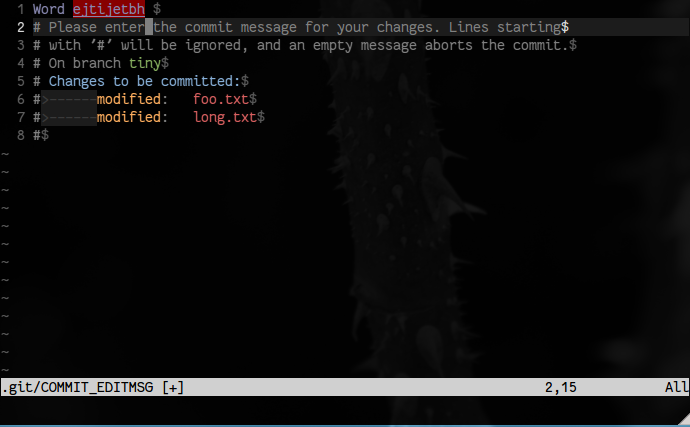 1 Word ejtijetbh $
2 # Please enter the commit message for your changes. Lines starting$
3 # with '#' will be ignored, and an empty message aborts the commit.$
4 # On branch tiny$
5 # Changes to be committed:$
6 #>------modified:   foo.txt$
7 #>------modified:   long.txt$
8 #$
~
~
~
~
~
~
~
~
~
~
~
~
~
.git/COMMIT_EDITMSG [+] 2,15 All